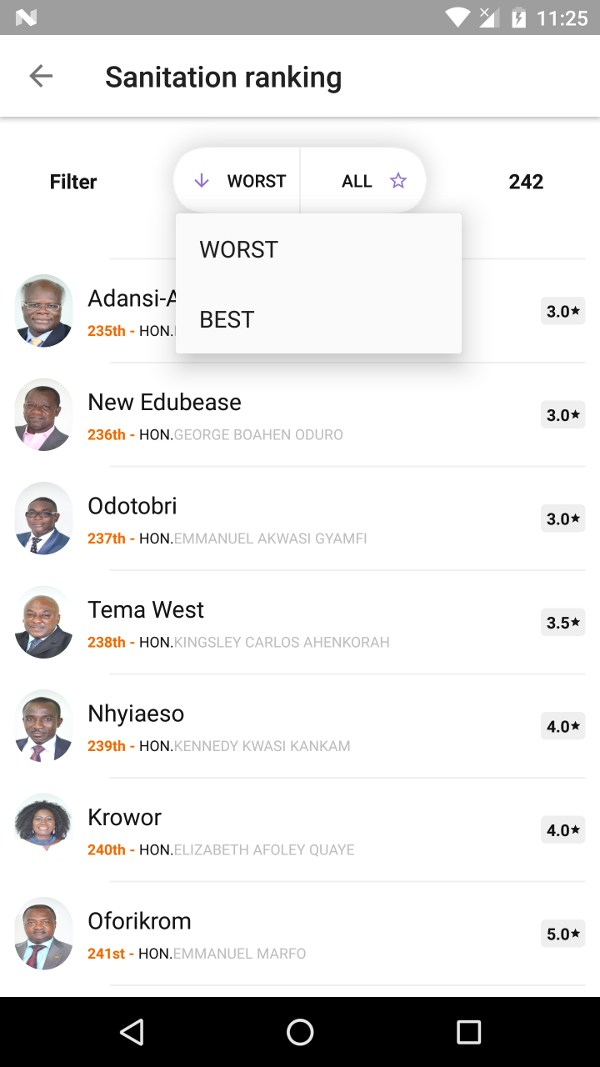 11:25
Sanitation ranking
Filter
WORST
ALL
242
WORST
BEST
Adansi-A
235th - HON.
3.0★
New Edubease
236th - HON.GEORGE BOAHEN ODURO
3.0★
Odotobri
237th - HON.EMMANUEL AKWASI GYAMFI
3.0★
Tema West
238th - HON.KINGSLEY CARLOS AHENKORAH
3.5★
Nhyiaeso
239th - HON.KENNEDY KWASI KANKAM
4.0★
Krowor
240th - HON.ELIZABETH AFOLEY QUAYE
4.0★
Oforikrom
241st - HON.EMMANUEL MARFO
5.0★